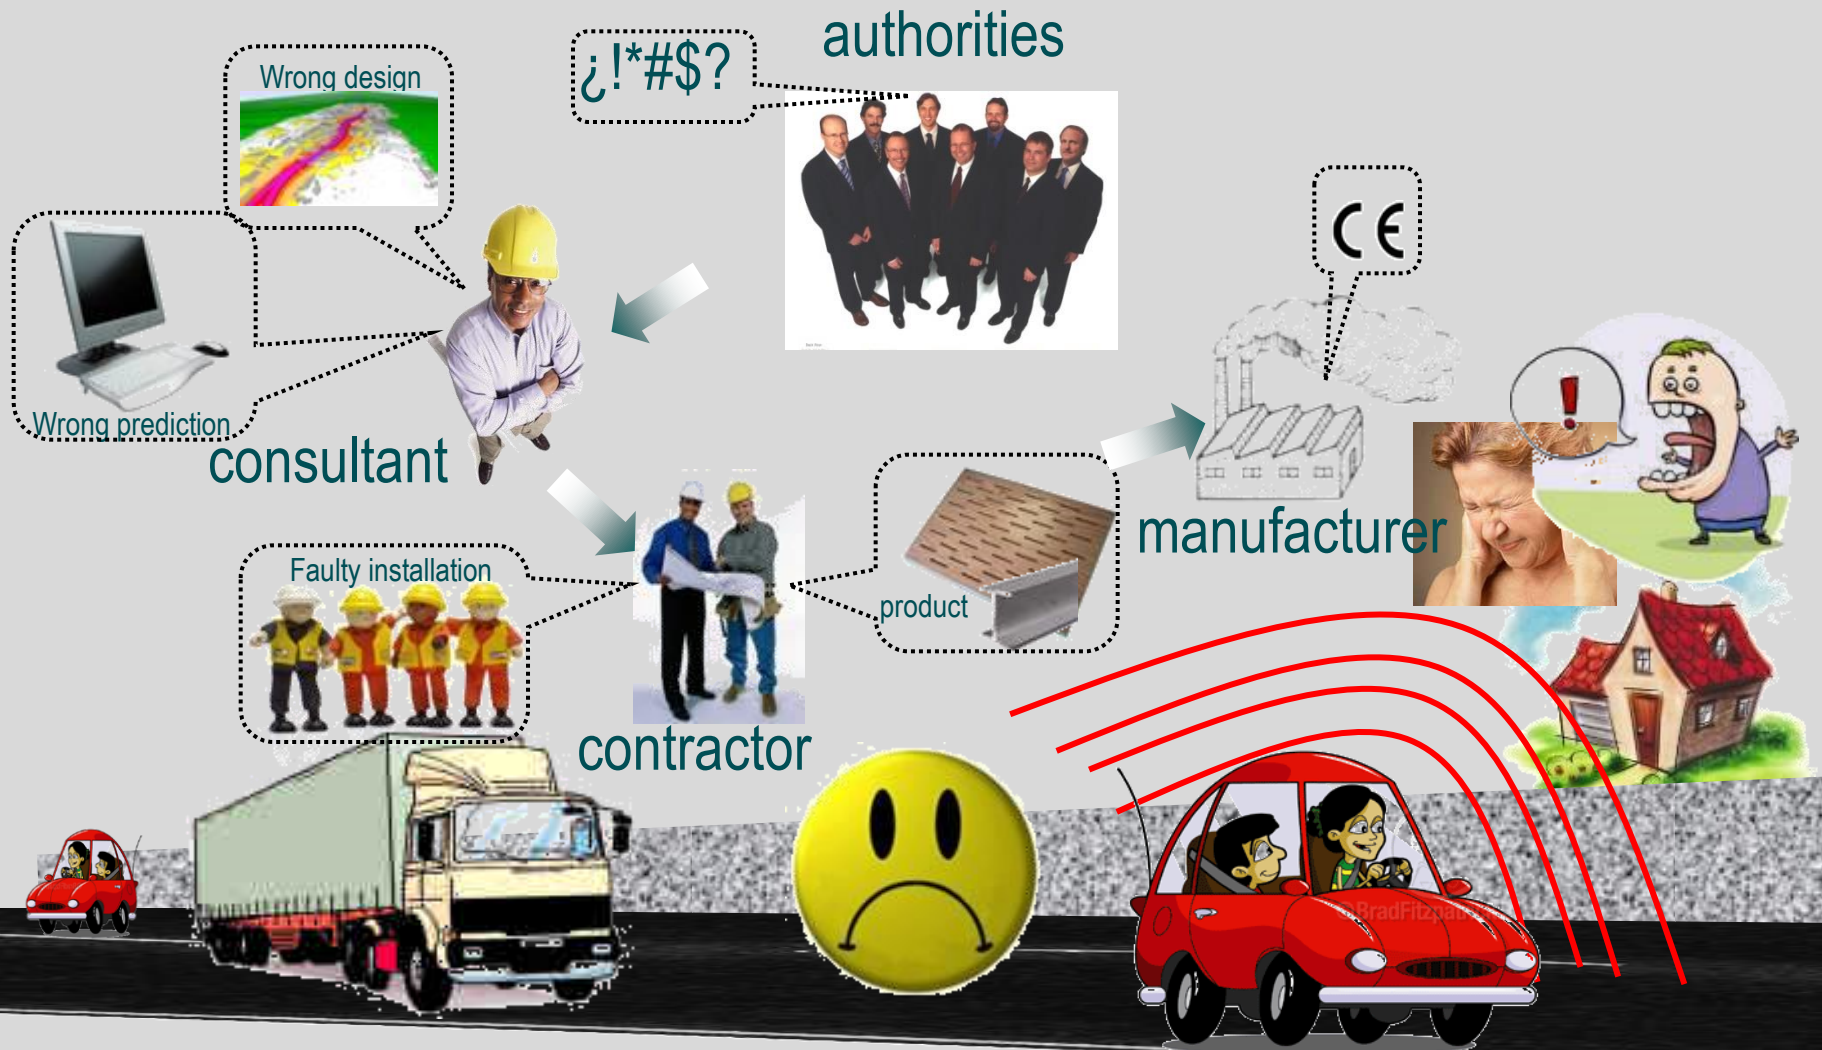 authorities
¿!*#$?
Wrong design
CE
Wrong prediction
consultant
!
manufacturer
Faulty installation
product
contractor